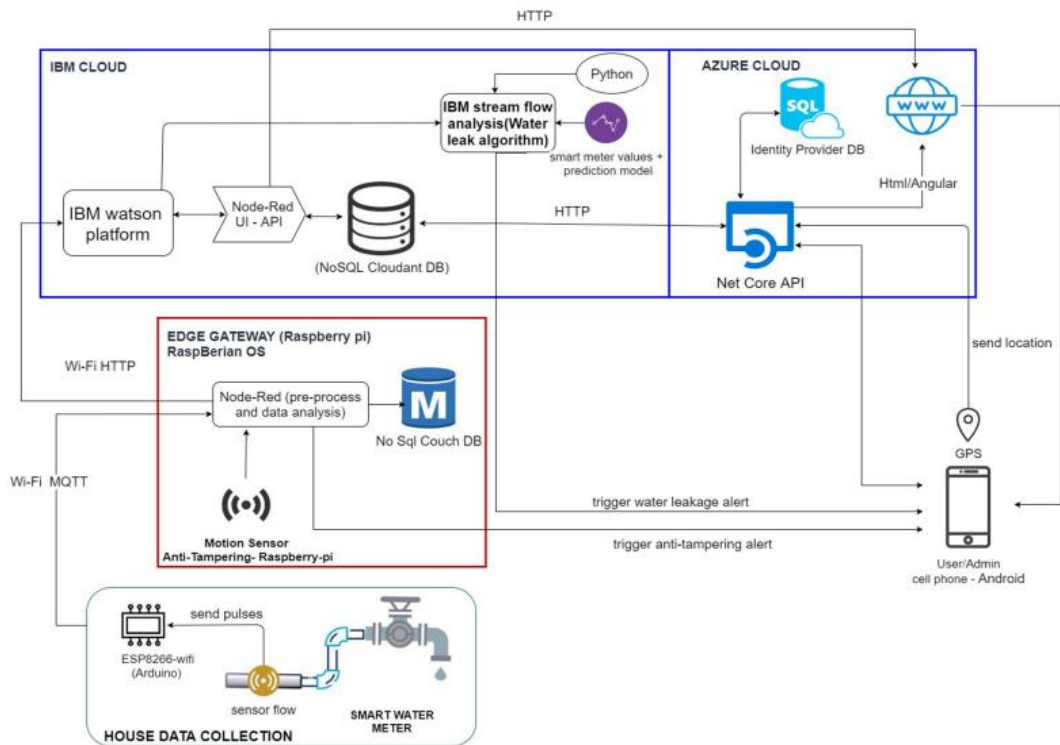 HTTP
IBM CLOUD
AZURE CLOUD
Python
IBM stream flow
analysis(Water
leak algorithm)
smart meter values +
prediction model
SQL
Identity Provider DB
WWW
Html/Angular
IBM watson
platform
Node-Red
UI - API
(NoSQL Cloudant DB)
HTTP
Net Core API
EDGE GATEWAY (Raspberry pi)
RaspBerian OS
Wi-Fi HTTP
send location
Node-Red (pre-process
and data analysis)
M
No Sql Couch DB
GPS
Wi-Fi MQTT
Motion Sensor
Anti-Tampering- Raspberry-pi
trigger water leakage alert
trigger anti-tampering alert
User/Admin
cell phone - Android
send pulses
ESP8266-wifi
(Arduino)
sensor flow
SMART WATER
METER
HOUSE DATA COLLECTION